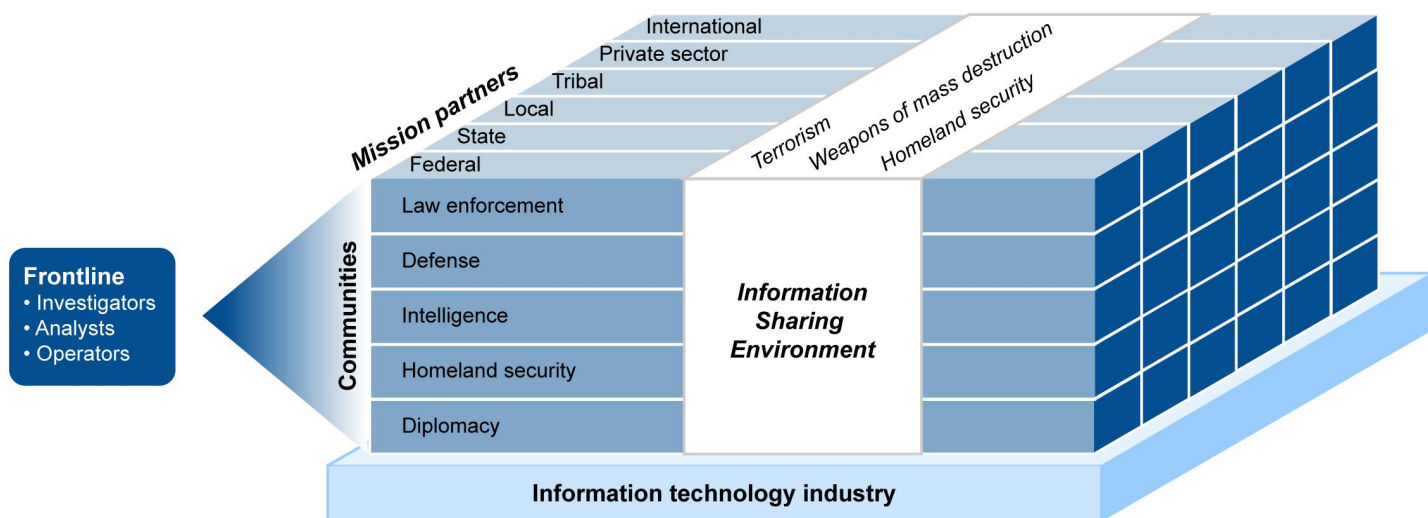 International
Private sector
Tribal
Local
State
Federal
Mission partners
Terrorism
Weapons of mass destruction
Homeland security
Law enforcement
Defense
Intelligence
Homeland security
Diplomacy
Communities
Frontline
• Investigators
• Analysts
• Operators
Information
Sharing
Environment
Information technology industry